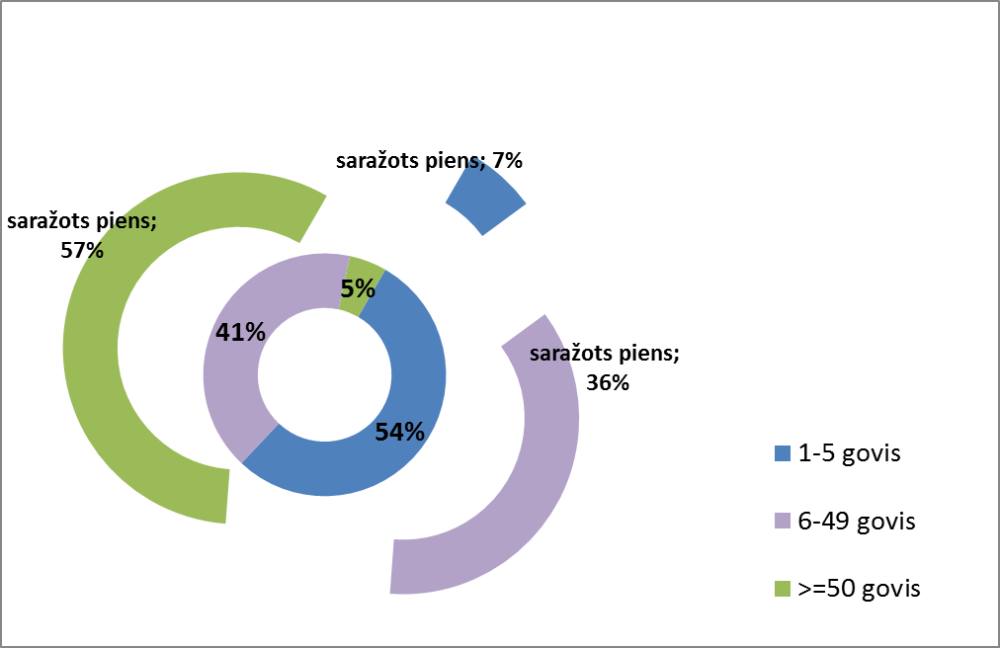 saražots piens; 7%
saražots piens;
57%
5%
41%
saražots piens;
36%
54%
1-5 govis
6-49 govis
>=50 govis